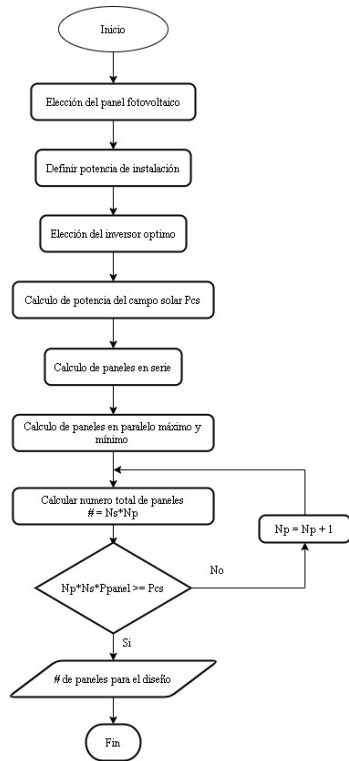 Inicio
Elección del panel fotovoltaico
Definir potencia de instalación
Elección del inversor optimo
Calculo de potencia del campo solar Pcs
Calculo de paneles en serie
Calculo de paneles en paralelo máximo y
mínimo
Calcular numero total de paneles
# = Ns*Np
Np = Np + 1
No
Np*Ns*Ppanel >= Pcs
Si
# de paneles para el diseño
Fin